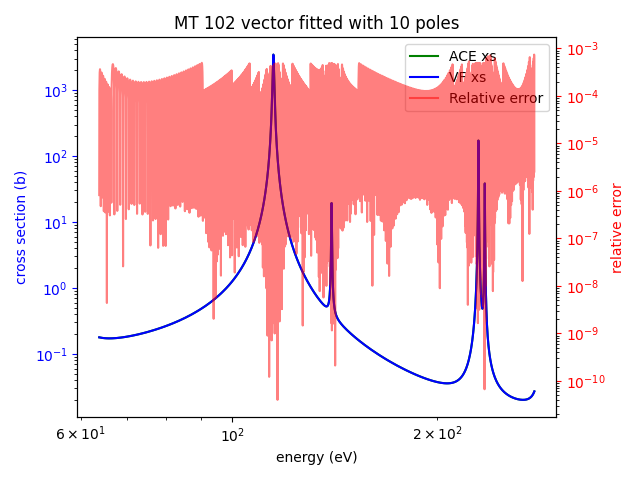 MT 102 vector fitted with 10 poles
ACE xs
VF xs
Relative error
cross section (b)
10³
10²
10¹
10⁰
10⁻¹
10⁻³
10⁻⁴
10⁻⁵
10⁻⁶
10⁻⁷
10⁻⁸
10⁻⁹
10⁻¹⁰
relative error
6 × 10¹
10²
2 × 10²
energy (eV)